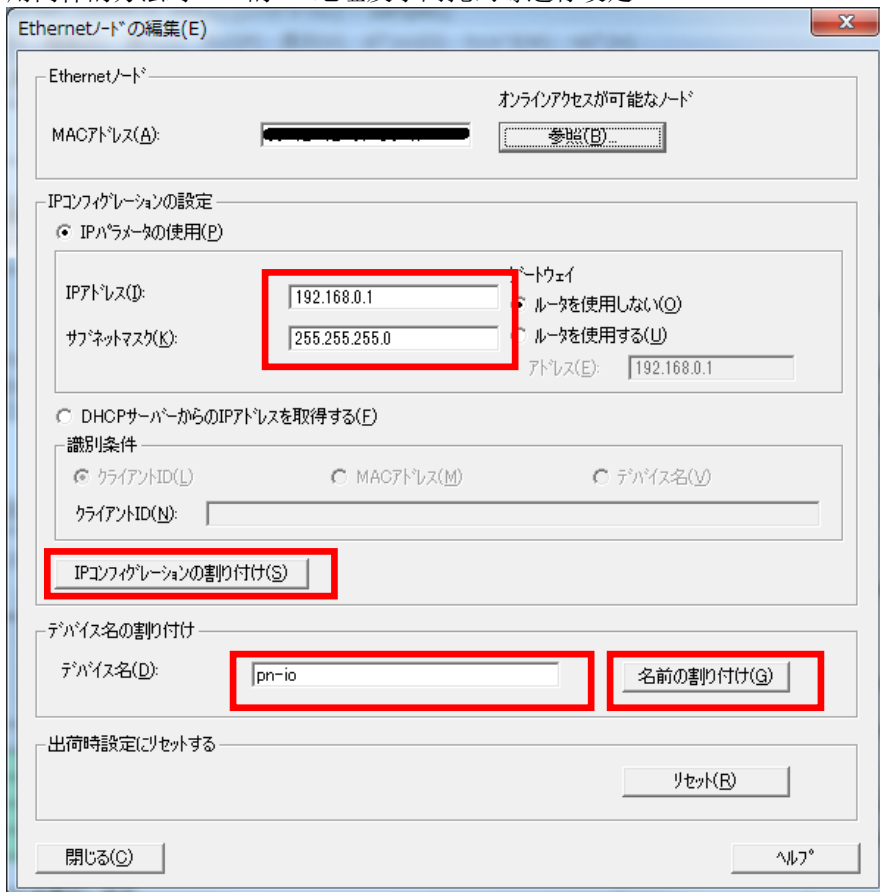 Ethernetノードの編集(E)
Ethernetノード
オンラインアクセスが可能なノード
MACアドレス(A):
参照(B)...
IPコンフィグレーションの設定
IPパラメータの使用(P)
IPアドレス(I):
192.168.0.1
サブネットマスク(K):
255.255.255.0
ゲートウェイ
ルータを使用しない(O)
ルータを使用する(U)
アドレス(E):
192.168.0.1
DHCPサーバーからのIPアドレスを取得する(F)
識別条件
クライアントID(L)
MACアドレス(M)
デバイス名(V)
クライアントID(N):
IPコンフィグレーションの割り付け(S)
デバイス名の割り付け
デバイス名(D):
pn-io
名前の割り付け(G)
出荷時設定にリセットする
リセット(R)
閉じる(C)
ヘルプ